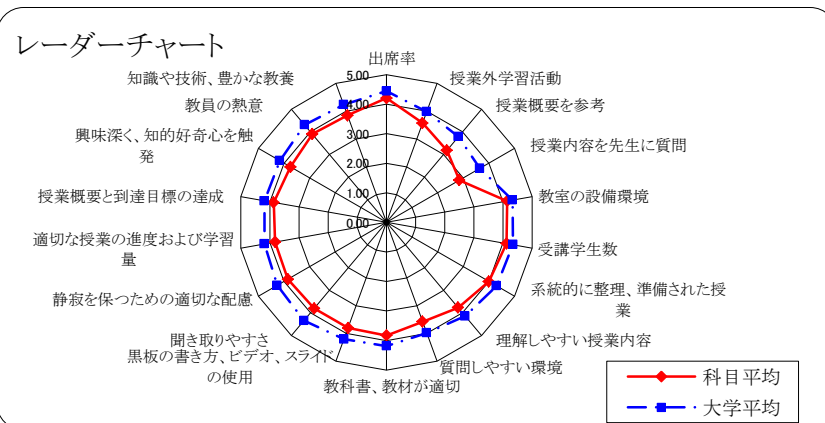 レーダーチャート
出席率
授業外学習活動
授業概要を参考
授業内容を先生に質問
教室の設備環境
受講学生数
系統的に整理、準備された授
業
理解しやすい授業内容
質問しやすい環境
教科書、教材が適切
黒板の書き方、ビデオ、スライド
の使用
聞き取りやすさ
静寂を保つための適切な配慮
適切な授業の進度および学習
量
授業概要と到達目標の達成
興味深く、知的好奇心を触
発
教員の熱意
知識や技術、豊かな教養
5.00
4.00
3.00
2.00
1.00
0.00
科目平均
大学平均